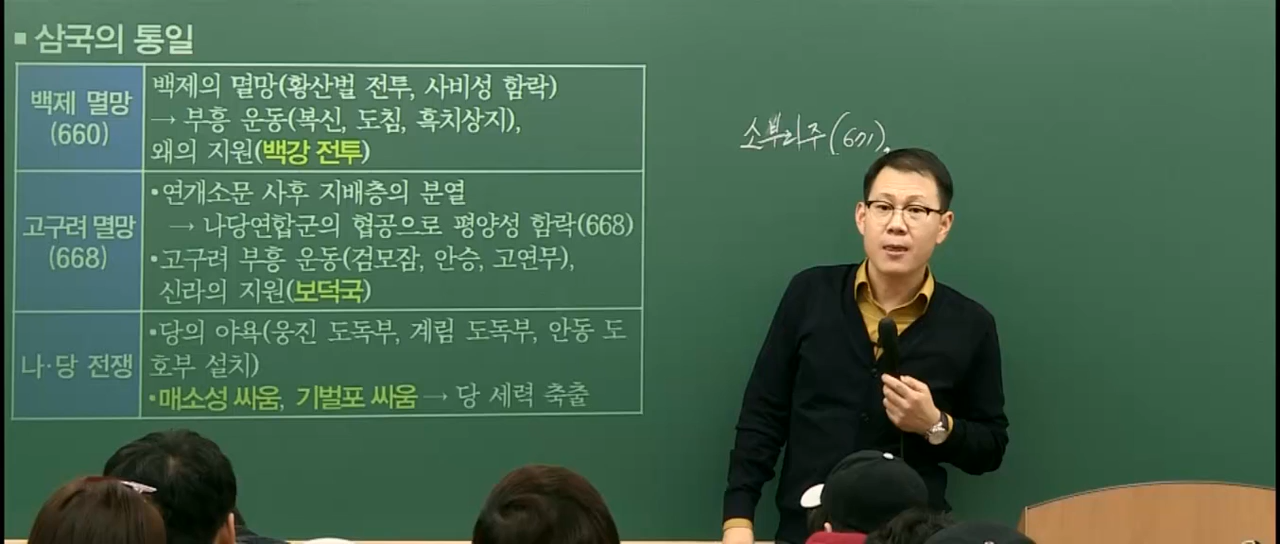 ▪ 삼국의 통일
백제 멸망
(660)
백제의 멸망(황산벌 전투, 사비성 함락)
→ 부흥 운동(복신, 도침, 흑치상지),
왜의 지원(백강 전투)
고구려 멸망
(668)
•연개소문 사후 지배층의 분열
→ 나당연합군의 협공으로 평양성 함락(668)
•고구려 부흥 운동(검모잠, 안승, 고연무),
신라의 지원(보덕국)
나·당 전쟁
•당의 야욕(웅진 도독부, 계림 도독부, 안동 도
호부 설치)
•매소성 싸움, 기벌포 싸움 → 당 세력 축출
소부리주(671)